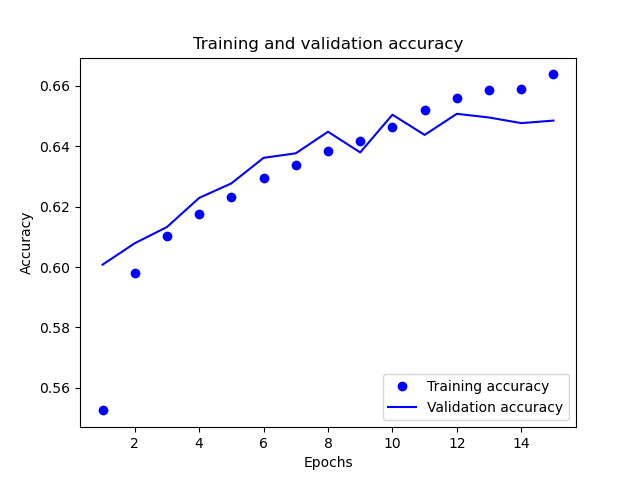 Training and validation accuracy
0.66
0.64
0.62
0.60
0.58
0.56
Accuracy
Training accuracy
Validation accuracy
2 4 6 8 10 12 14
Epochs